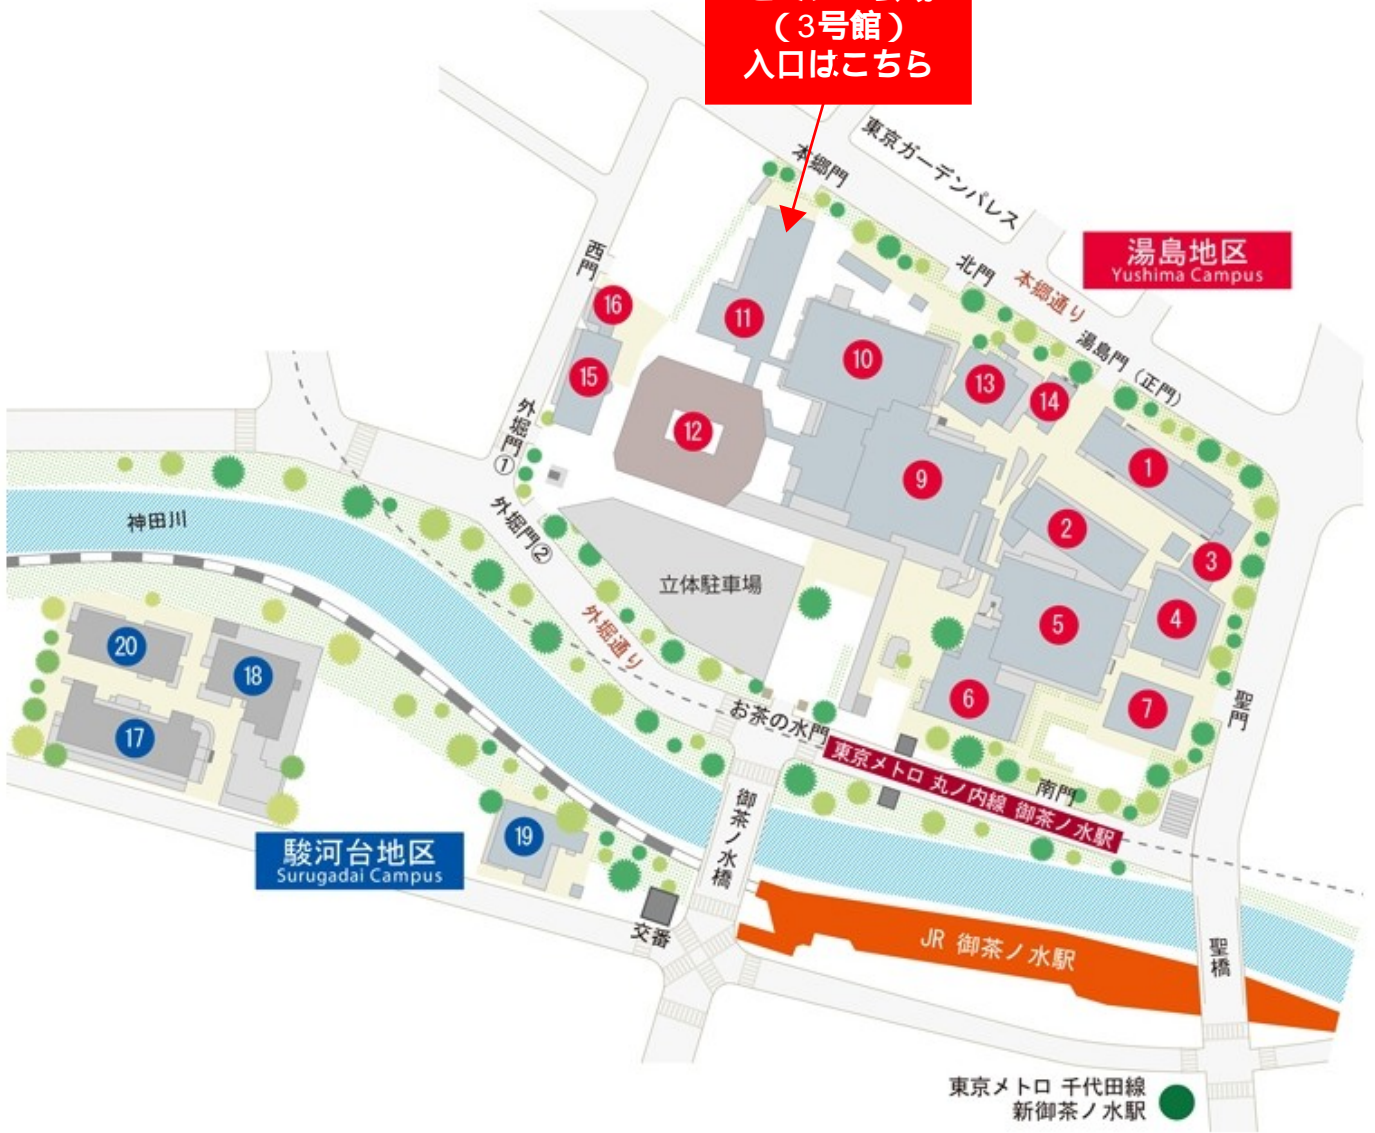 （3号館）
入口はこちら
本郷門
東京ガーデンパレス
湯島地区
Yushima Campus
西門
北門
本郷通り
湯島門（正門）
16
11
10
15
13
14
12
1
9
2
3
外堀門①
外堀門②
神田川
立体駐車場
外堀通り
4
5
6
7
聖門
20
18
17
お茶の水門
東京メトロ 丸ノ内線 御茶ノ水駅
南門
駿河台地区
Surugadai Campus
19
御茶ノ水橋
交番
JR 御茶ノ水駅
聖橋
東京メトロ 千代田線
新御茶ノ水駅